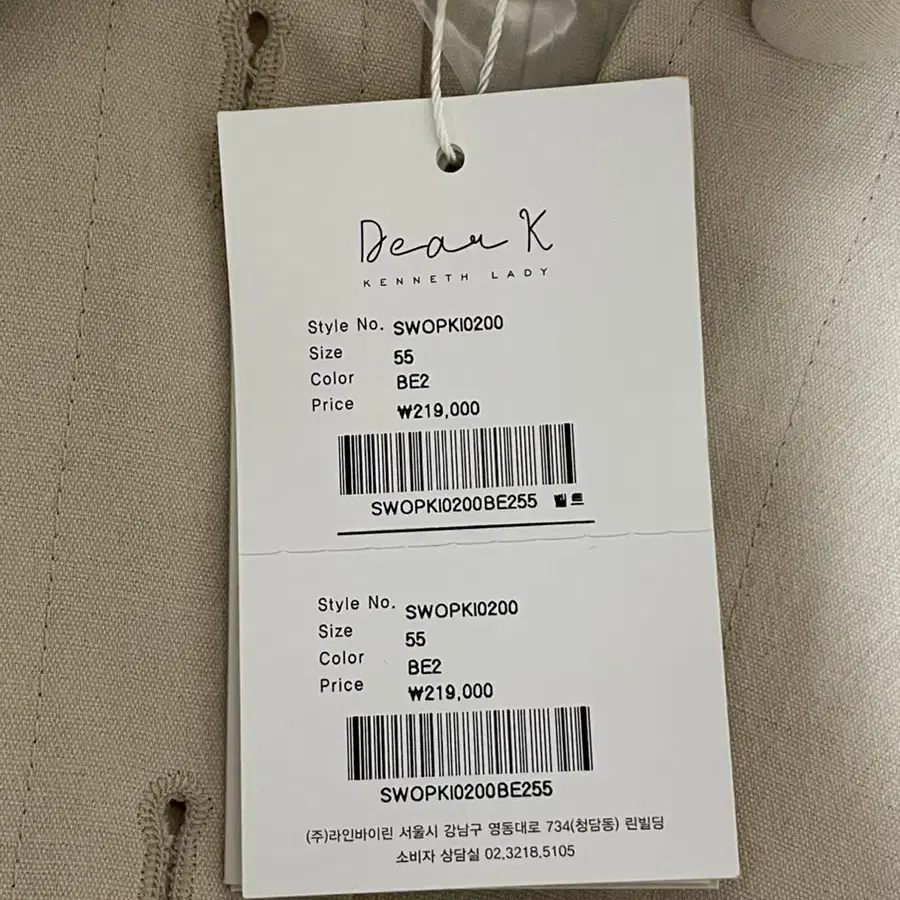 Dear K
KENNETH LADY
Style No. SWOPKI0200
Size 55
Color BE2
Price ₩219,000
SWOPKI0200BE255 벨트
Style No. SWOPKI0200
Size 55
Color BE2
Price ₩219,000
SWOPKI0200BE255
(주)라인바이린 서울시 강남구 영동대로 734(청담동) 린빌딩
소비자 상담실 02.3218.5105